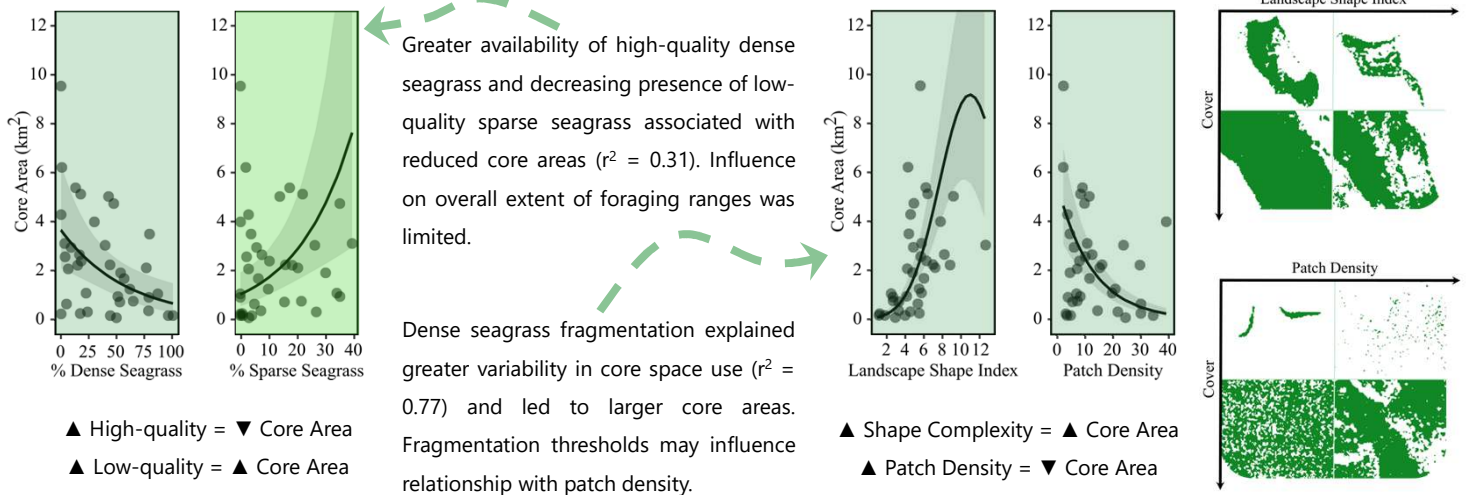 12
10
8
6
4
2
0
Core Area (km²)
0 25 50 75 100
% Dense Seagrass
12
10
8
6
4
2
0
0 10 20 30 40
% Sparse Seagrass
▲ High-quality = ▼ Core Area
▲ Low-quality = ▲ Core Area
Greater availability of high-quality dense
seagrass and decreasing presence of low-
quality sparse seagrass associated with
reduced core areas (r² = 0.31). Influence
on overall extent of foraging ranges was
limited.
Dense seagrass fragmentation explained
greater variability in core space use (r² =
0.77) and led to larger core areas.
Fragmentation thresholds may influence
relationship with patch density.
12
10
8
6
4
2
0
Core Area (km²)
2 4 6 8 10 12
Landscape Shape Index
12
10
8
6
4
2
0
0 10 20 30 40
Patch Density
▲ Shape Complexity = ▲ Core Area
▲ Patch Density = ▼ Core Area
Landscape Shape Index
Cover
Patch Density
Cover